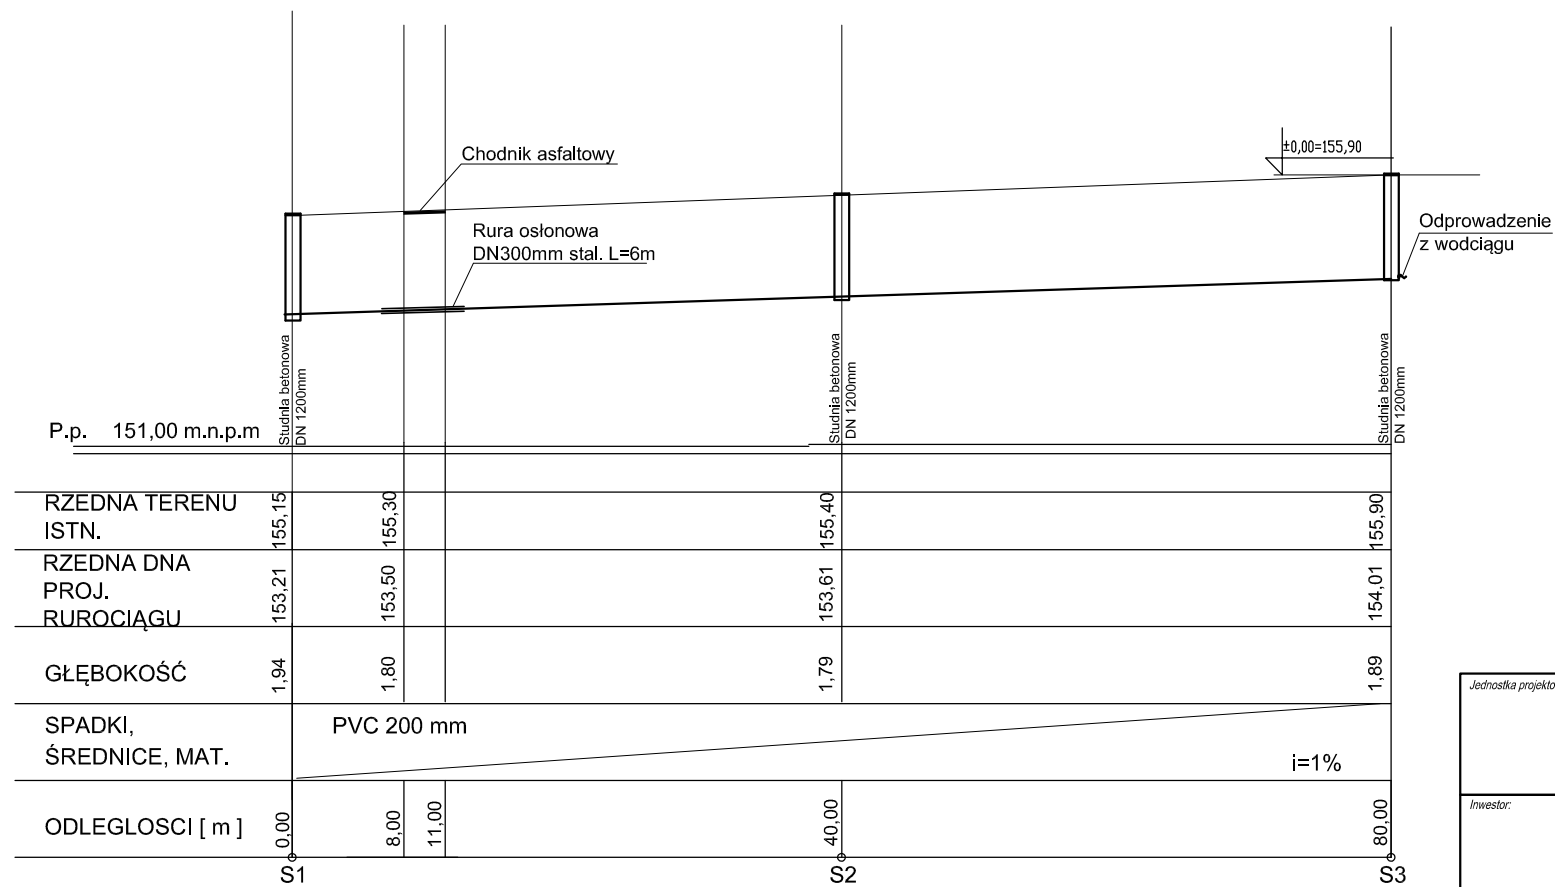 Chodnik asfaltowy
±0,00=155,90
Rura osłonowa
DN300mm stal. L=6m
Odprowadzenie
z wodciągu
Studnia betonowa
DN 1200mm
Studnia betonowa
DN 1200mm
Studnia betonowa
DN 1200mm
P.p. 151,00 m.n.p.m
RZEDNA TERENU
ISTN.
155,15
155,30
155,40
155,90
RZEDNA DNA
PROJ.
RUROCIĄGU
153,21
153,50
153,61
154,01
GŁĘBOKOŚĆ
1,94
1,80
1,79
1,89
SPADKI,
ŚREDNICE, MAT.
PVC 200 mm
i=1%
ODLEGLOSCI [ m ]
0,00
8,00
11,00
40,00
80,00
S1
S2
S3
Jednostka projekto
Inwestor: